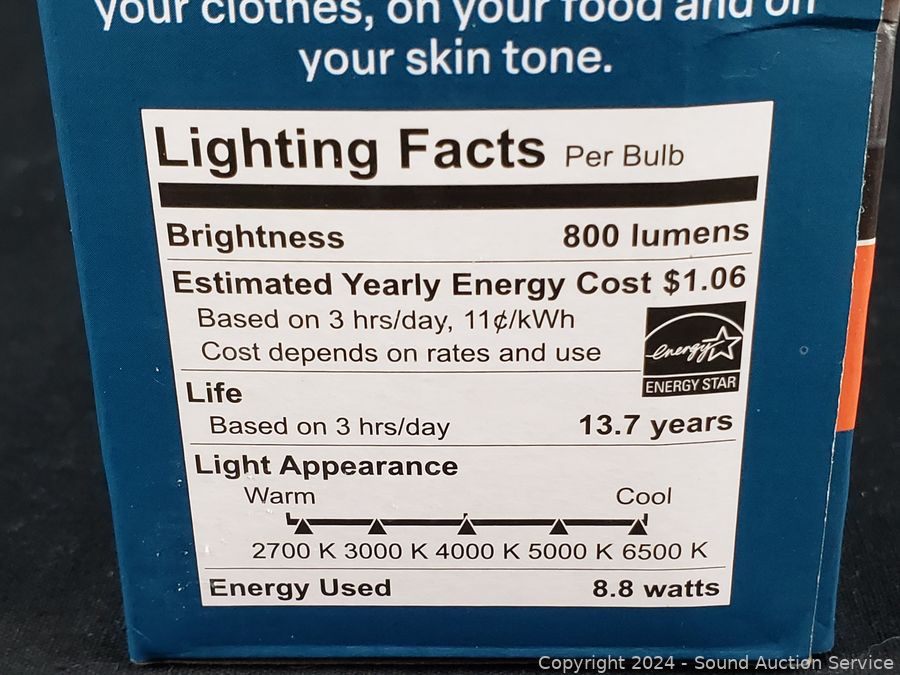 your clothes, on your food and on
your skin tone.
Lighting Facts Per Bulb
Brightness 800 lumens
Estimated Yearly Energy Cost $1.06
Based on 3 hrs/day, 11¢/kWh
Cost depends on rates and use
energy
ENERGY STAR
Life
Based on 3 hrs/day 13.7 years
Light Appearance
Warm Cool
2700 K 3000 K 4000 K 5000 K 6500 K
Energy Used 8.8 watts
Copyright 2024 - Sound Auction Service